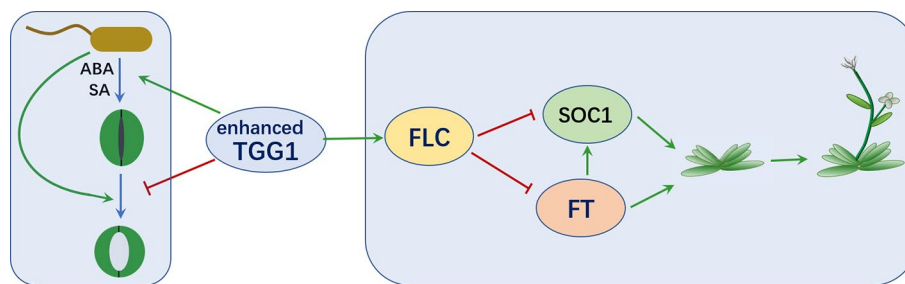 ABA
SA
enhanced
TGG1
FLC
SOC1
FT